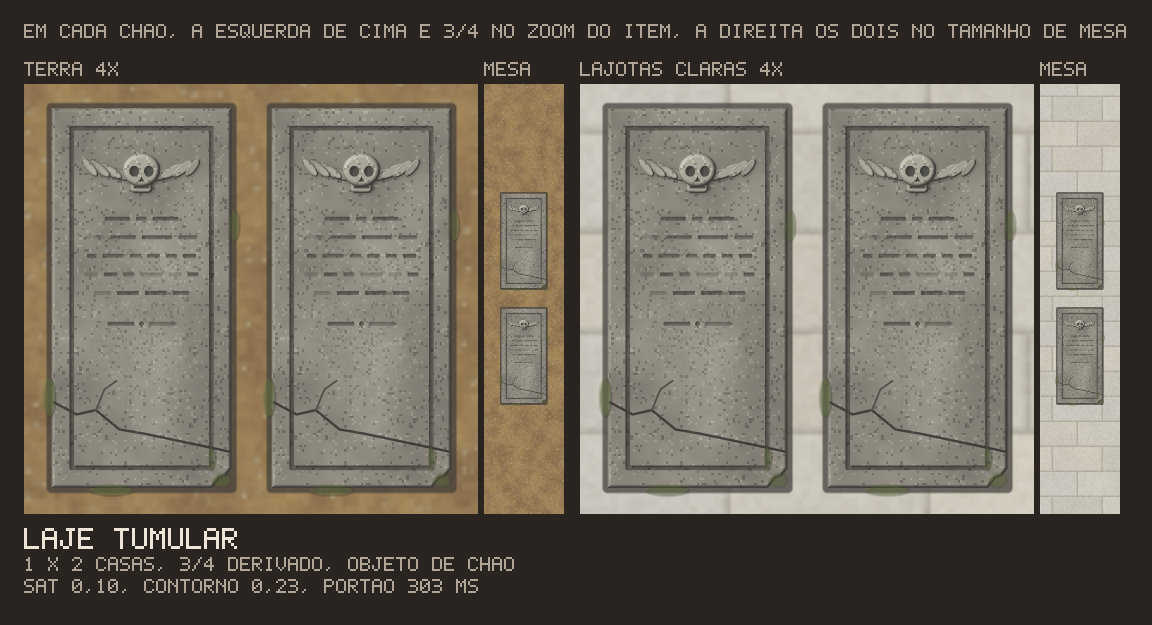 EM CADA CHAO, A ESQUERDA DE CIMA E 3/4 NO ZOOM DO ITEM, A DIREITA OS DOIS NO TAMANHO DE MESA
TERRA 4X MESA LAJOTAS CLARAS 4X MESA
LAJE TUMULAR
1 X 2 CASAS, 3/4 DERIVADO, OBJETO DE CHAO
SAT 0,10, CONTORNO 0,23, PORTAO 303 MS